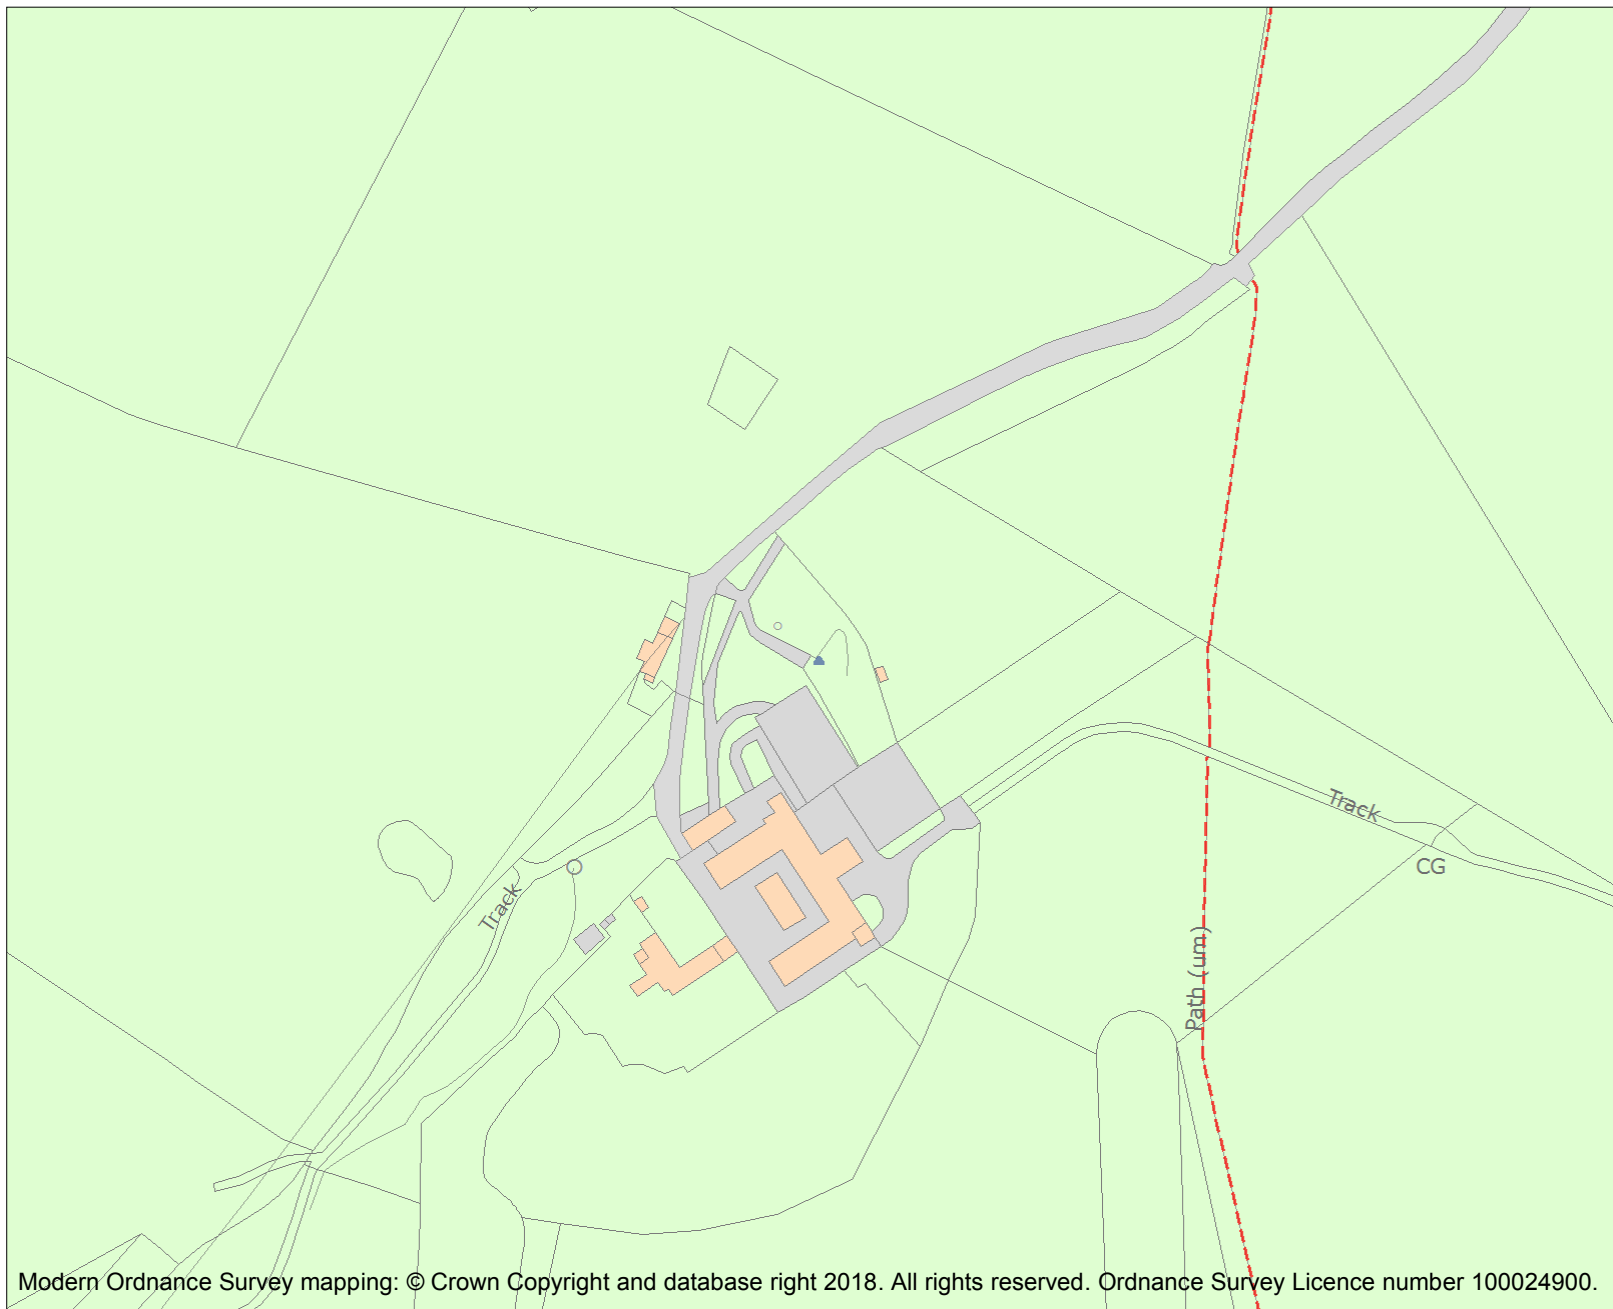 Track
CG
Track
Path (um)
Modern Ordnance Survey mapping: © Crown Copyright and database right 2018. All rights reserved. Ordnance Survey Licence number 100024900.